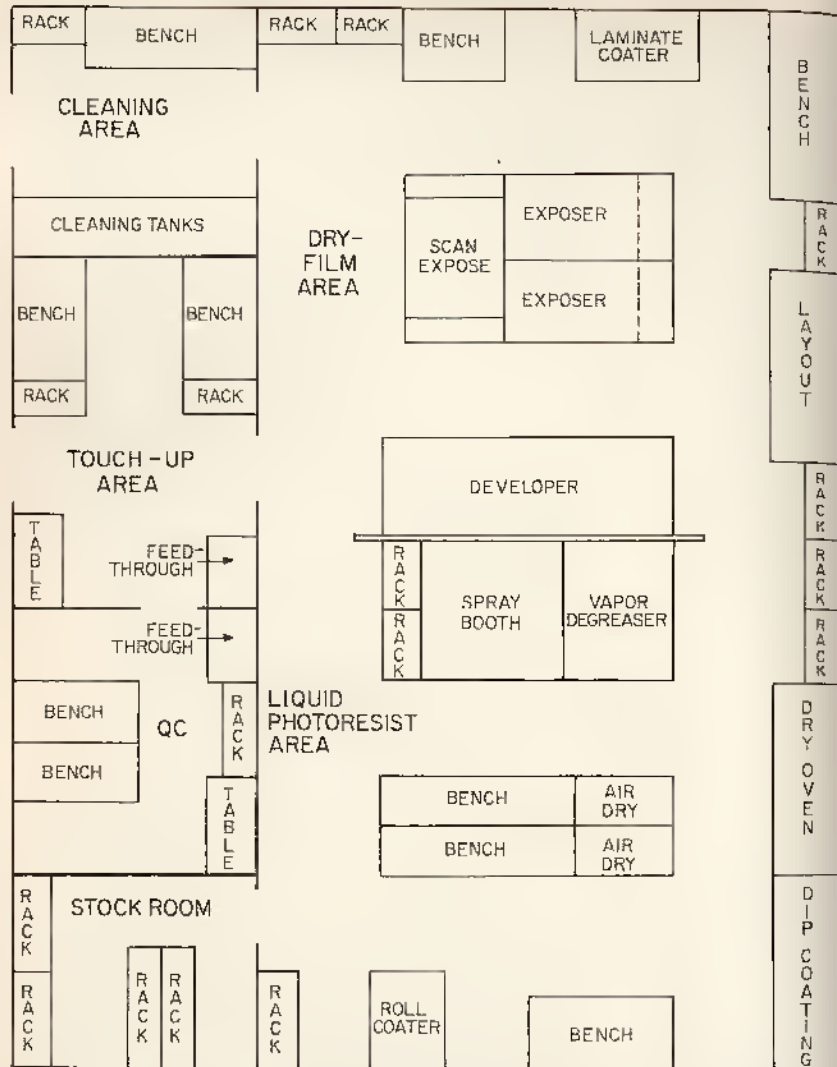 RACK
BENCH
RACK
RACK
BENCH
LAMINATE
COATER
BENCH
CLEANING
AREA
CLEANING TANKS
DRY-
FILM
AREA
SCAN
EXPOSE
EXPOSER
EXPOSER
RACK
BENCH
BENCH
LAYOUT
RACK
RACK
TOUCH-UP
AREA
DEVELOPER
RACK
TABLE
FEED-
THROUGH
FEED-
THROUGH
RACK
RACK
SPRAY
BOOTH
VAPOR
DEGREASER
RACK
RACK
BENCH
BENCH
QC
RACK
TABLE
LIQUID
PHOTORESIST
AREA
DRY OVEN
BENCH
AIR
DRY
BENCH
AIR
DRY
STOCK ROOM
RACK
RACK
RACK
RACK
RACK
ROLL
COATER
BENCH
DIP COATING